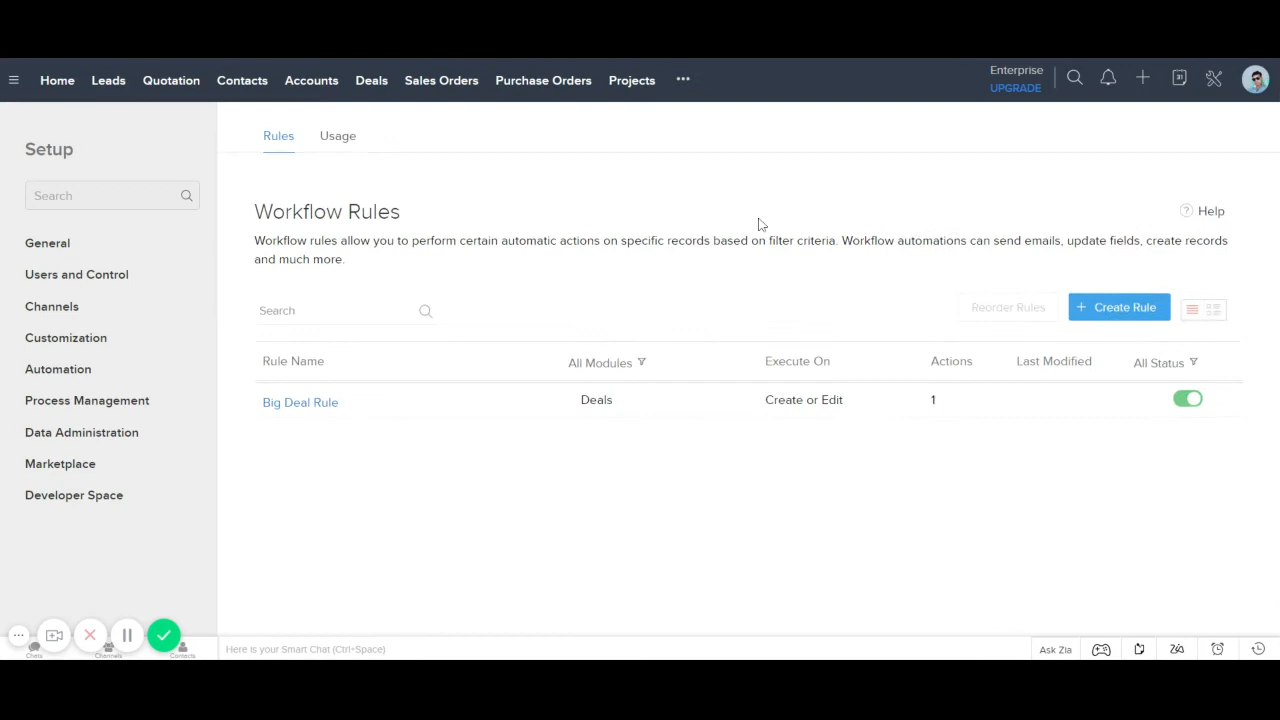 Home Leads Quotation Contacts Accounts Deals Sales Orders Purchase Orders Projects ••• Enterprise
UPGRADE
31
Setup
Search
General
Users and Control
Channels
Customization
Automation
Process Management
Data Administration
Marketplace
Developer Space
Rules Usage
Workflow Rules
? Help
Workflow rules allow you to perform certain automatic actions on specific records based on filter criteria. Workflow automations can send emails, update fields, create records
and much more.
Search
Reorder Rules + Create Rule
Rule Name All Modules Execute On Actions Last Modified All Status
Big Deal Rule Deals Create or Edit 1
Chats Channels Contacts
Here is your Smart Chat (Ctrl+Space) Ask Zia